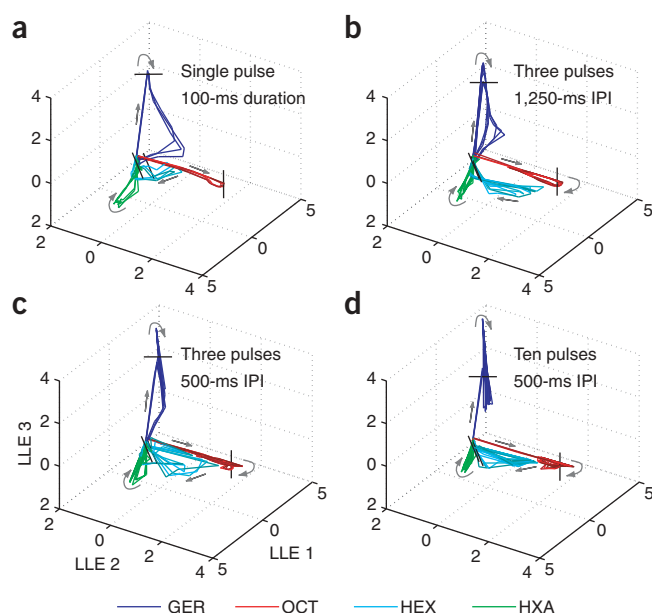 a
Single pulse
100-ms duration
4
2
0
2
2
0
2
4
5
0
5
b
Three pulses
1,250-ms IPI
4
2
0
2
2
0
2
4
5
0
5
c
Three pulses
500-ms IPI
4
2
0
2
2
0
2
4
5
0
5
LLE 3
LLE 2
LLE 1
d
Ten pulses
500-ms IPI
4
2
0
2
2
0
2
4
5
0
5
GER
OCT
HEX
HXA